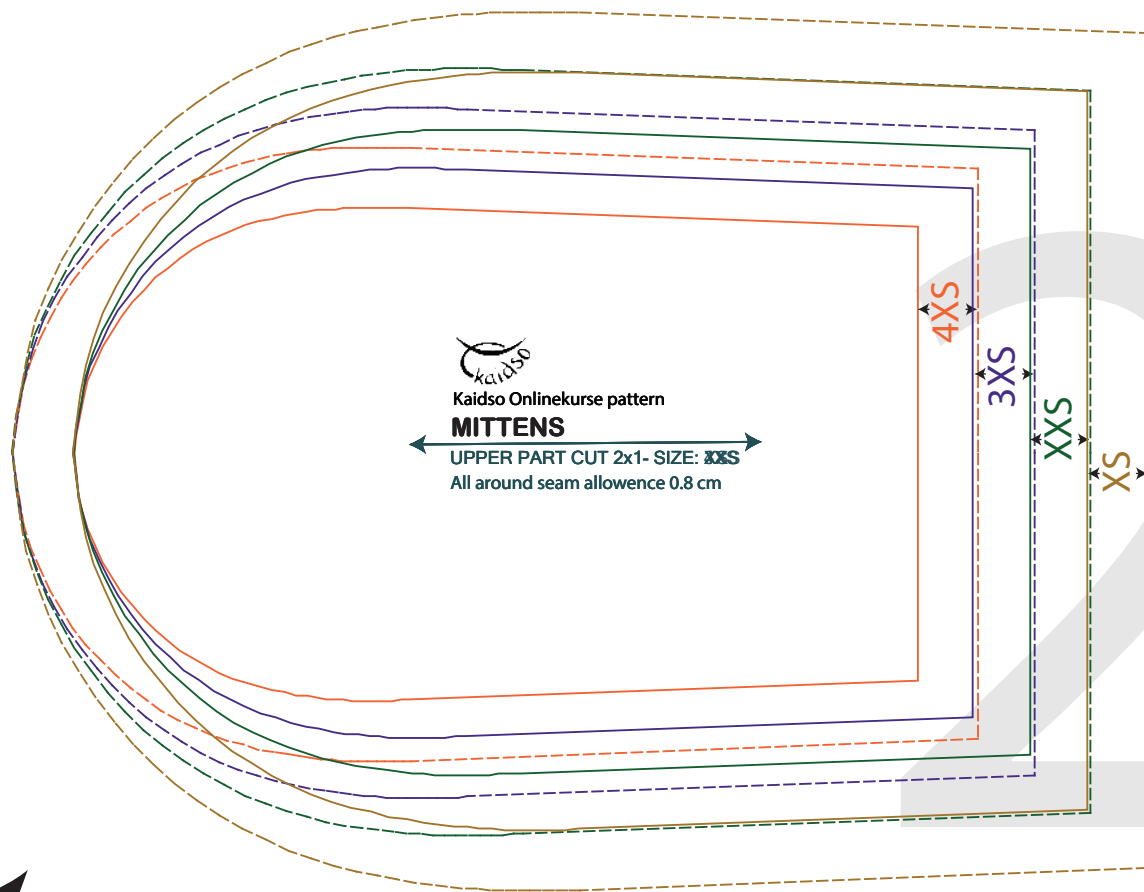 kaidso
Kaidso Onlinekurse pattern
MITTENS
UPPER PART CUT 2x1- SIZE:
All around seam allowence 0.8 cm
4XS
3XS
XXS
XS
2